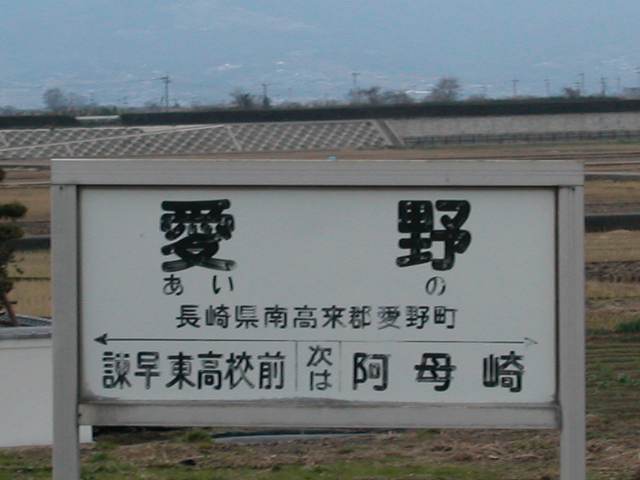 愛野
あいの
長崎県南高来郡愛野町
諫早東高校前 次は 阿母崎